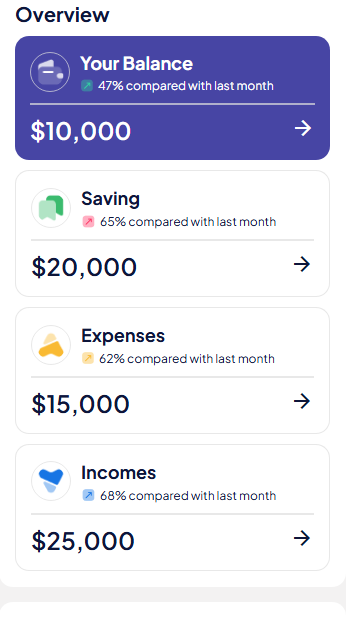 Overview
Your Balance
47% compared with last month
$10,000
Saving
65% compared with last month
$20,000
Expenses
62% compared with last month
$15,000
Incomes
68% compared with last month
$25,000